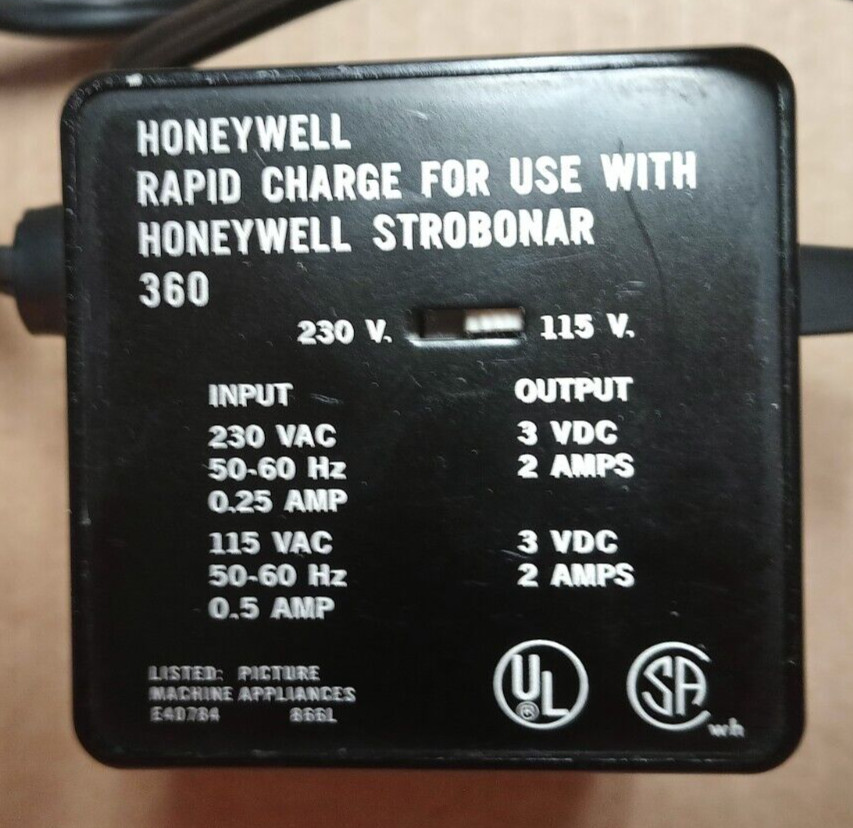 HONEYWELL
RAPID CHARGE FOR USE WITH
HONEYWELL STROBONAR
360
230 V. 115 V.
INPUT OUTPUT
230 VAC 3 VDC
50-60 Hz 2 AMPS
0.25 AMP
115 VAC 3 VDC
50-60 Hz 2 AMPS
0.5 AMP
LISTED: PICTURE
MACHINE APPLIANCES
E40784 866L
UL ®
SA
wh